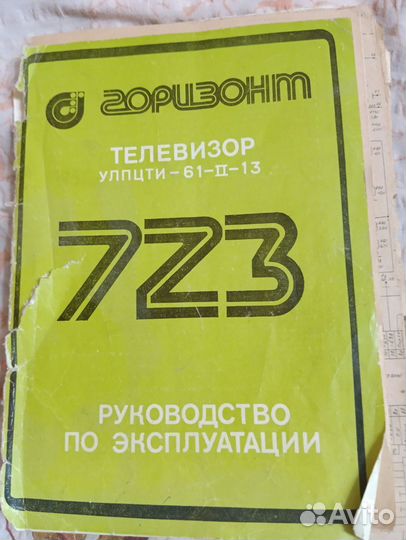 горизонт
ТЕЛЕВИЗОР
УЛПЦТИ-61-II-13
723
РУКОВОДСТВО
ПО ЭКСПЛУАТАЦИИ
Avito